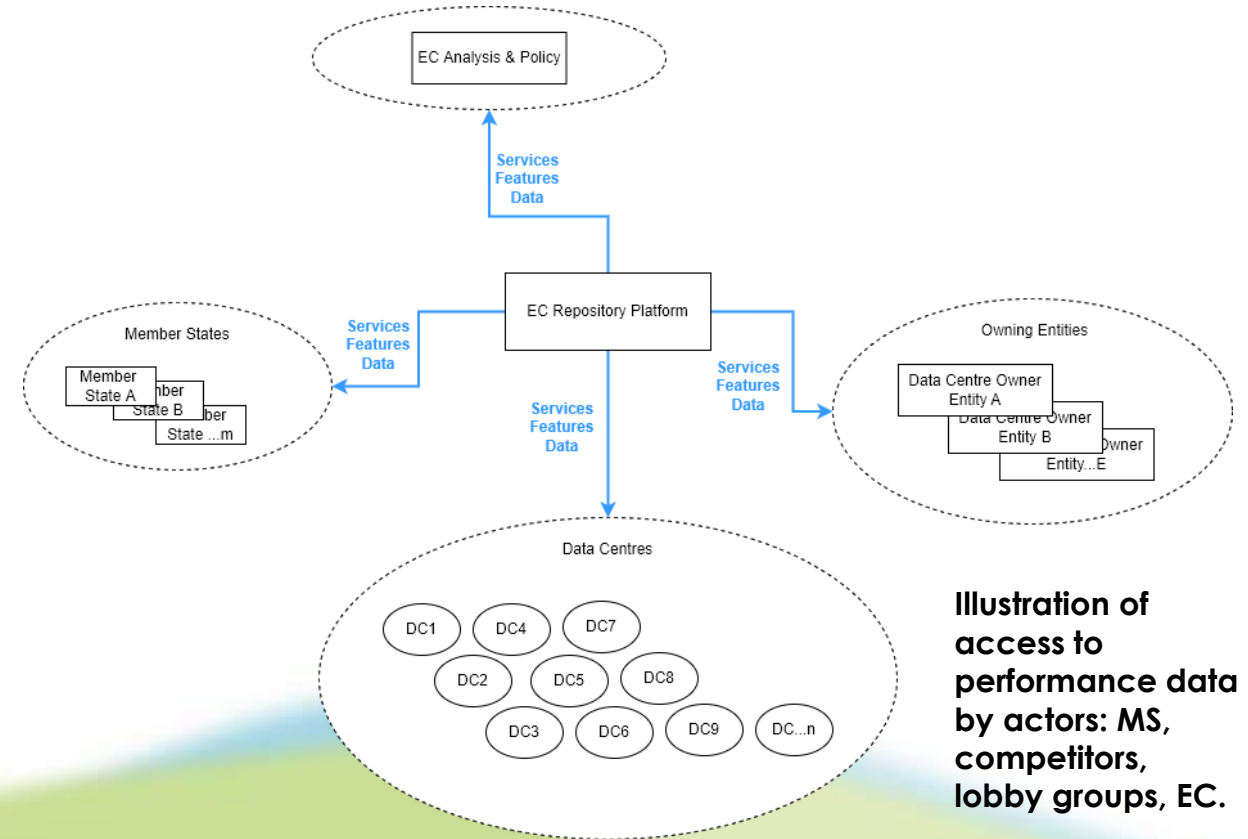 EC Analysis & Policy
Services
Features
Data
EC Repository Platform
Member States
Services
Features
Data
Member
State A
mber
State B
ber
State ...m
Services
Features
Data
Services
Features
Data
Owning Entities
Data Centre Owner
Entity A
Data Centre Owner
Entity B
Owner
Entity...E
Data Centres
DC1
DC4
DC7
DC2
DC5
DC8
DC3
DC6
DC9
DC...n
Illustration of
access to
performance data
by actors: MS,
competitors,
lobby groups, EC.